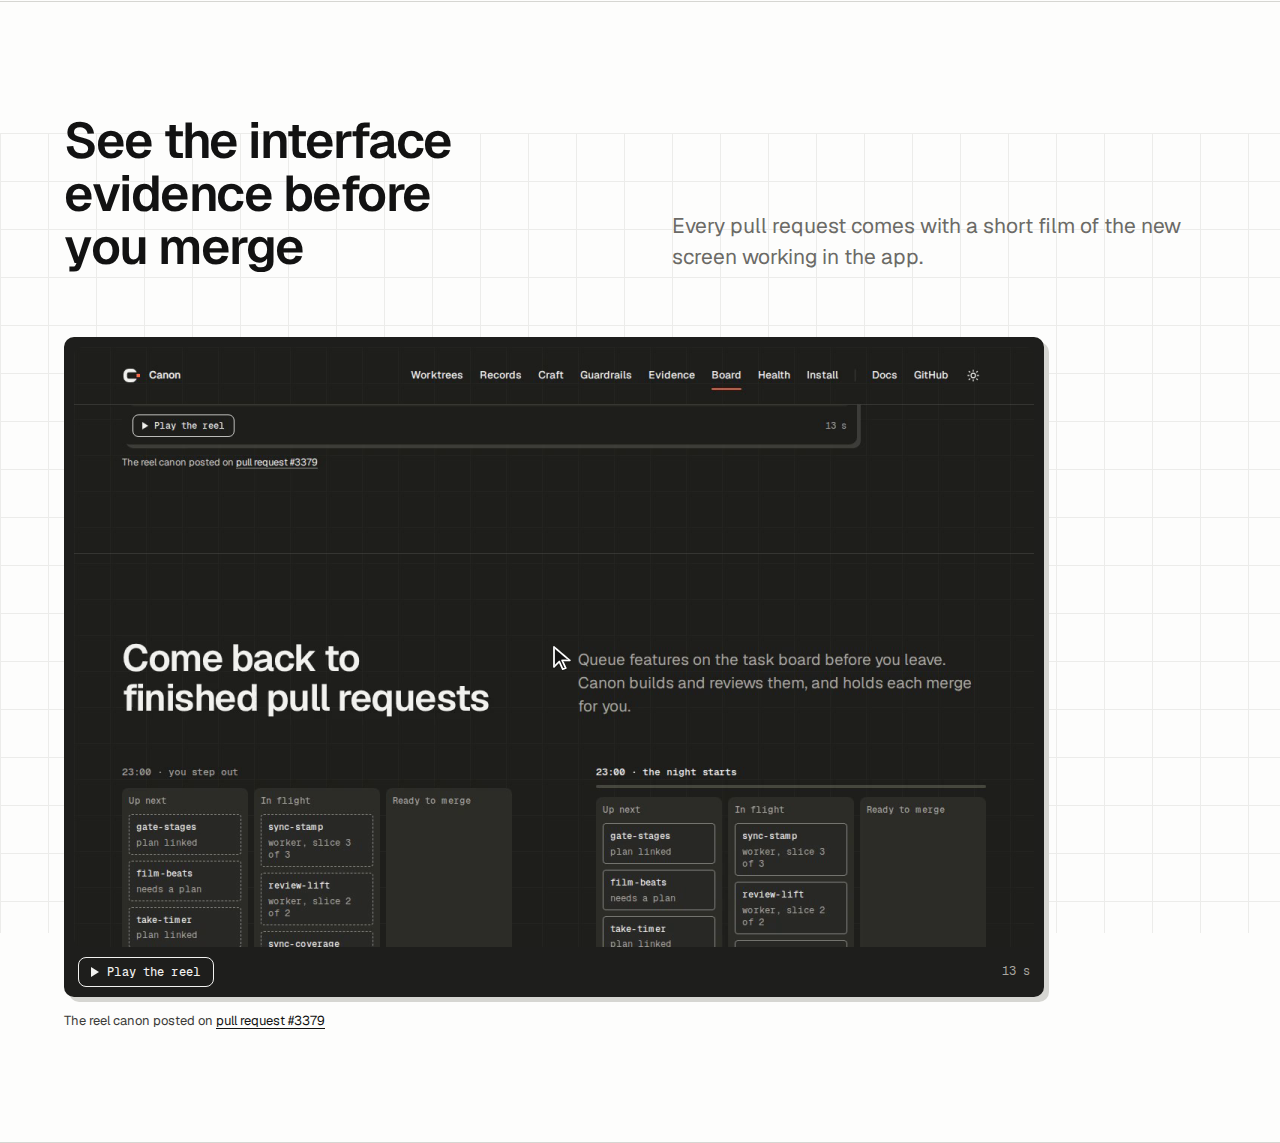 See the interface
evidence before
you merge
Every pull request comes with a short film of the new
screen working in the app.
Canon
Worktrees Records Craft Guardrails Evidence Board Health Install Docs GitHub
Play the reel
13 s
The reel canon posted on pull request #3379
Come back to
finished pull requests
Queue features on the task board before you leave.
Canon builds and reviews them, and holds each merge
for you.
23:00 · you step out
Up next
gate-stages
plan linked
film-beats
needs a plan
take-timer
plan linked
In flight
sync-stamp
worker, slice 3
of 3
review-lift
worker, slice 2
of 2
sync-coverage
Ready to merge
23:00 · the night starts
Up next
gate-stages
plan linked
film-beats
needs a plan
take-timer
plan linked
In flight
sync-stamp
worker, slice 3
of 3
review-lift
worker, slice 2
of 2
Ready to merge
Play the reel
13 s
The reel canon posted on pull request #3379